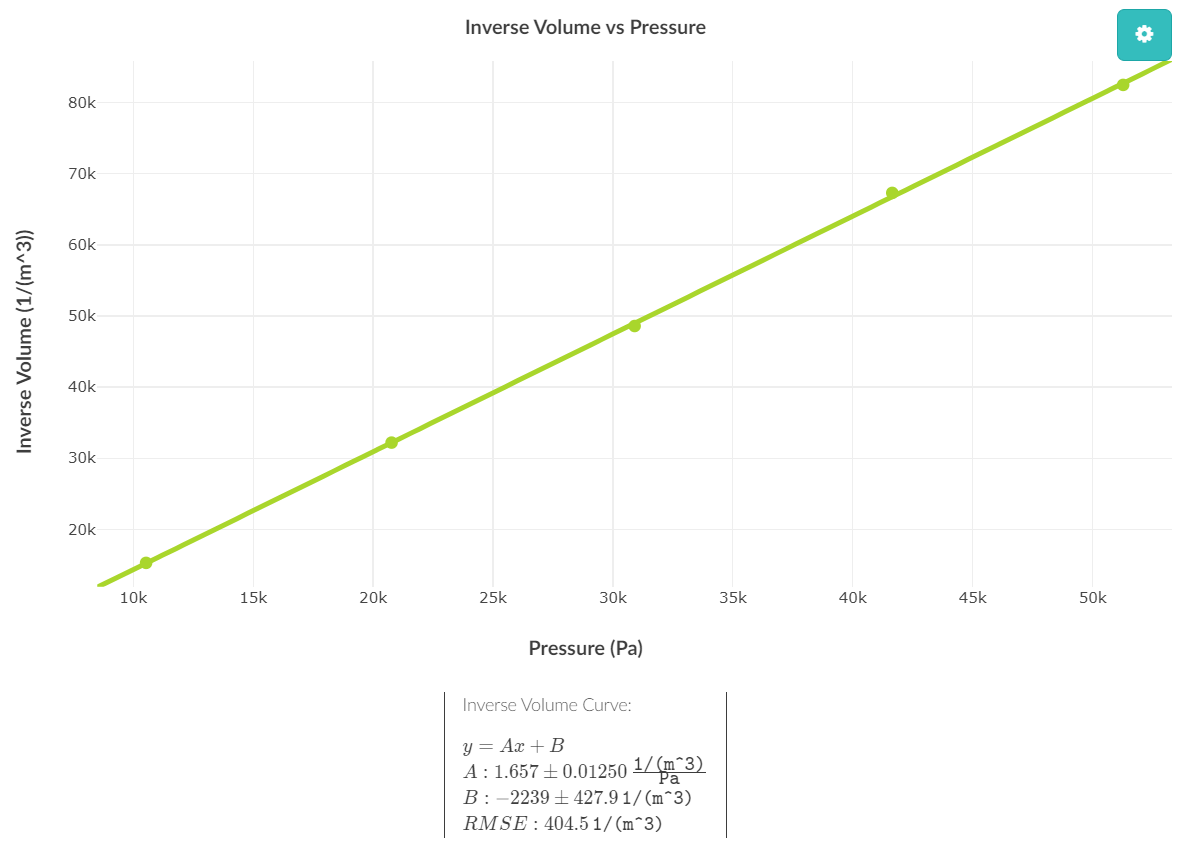 Inverse Volume vs Pressure
Inverse Volume (1/(m^3))
80k
70k
60k
50k
40k
30k
20k
10k 15k 20k 25k 30k 35k 40k 45k 50k
Pressure (Pa)
Inverse Volume Curve:
y = Ax + B
A : 1.657 ± 0.01250 1/(m^3)/Pa
B : −2239 ± 427.9 1/(m^3)
RMSE : 404.5 1/(m^3)